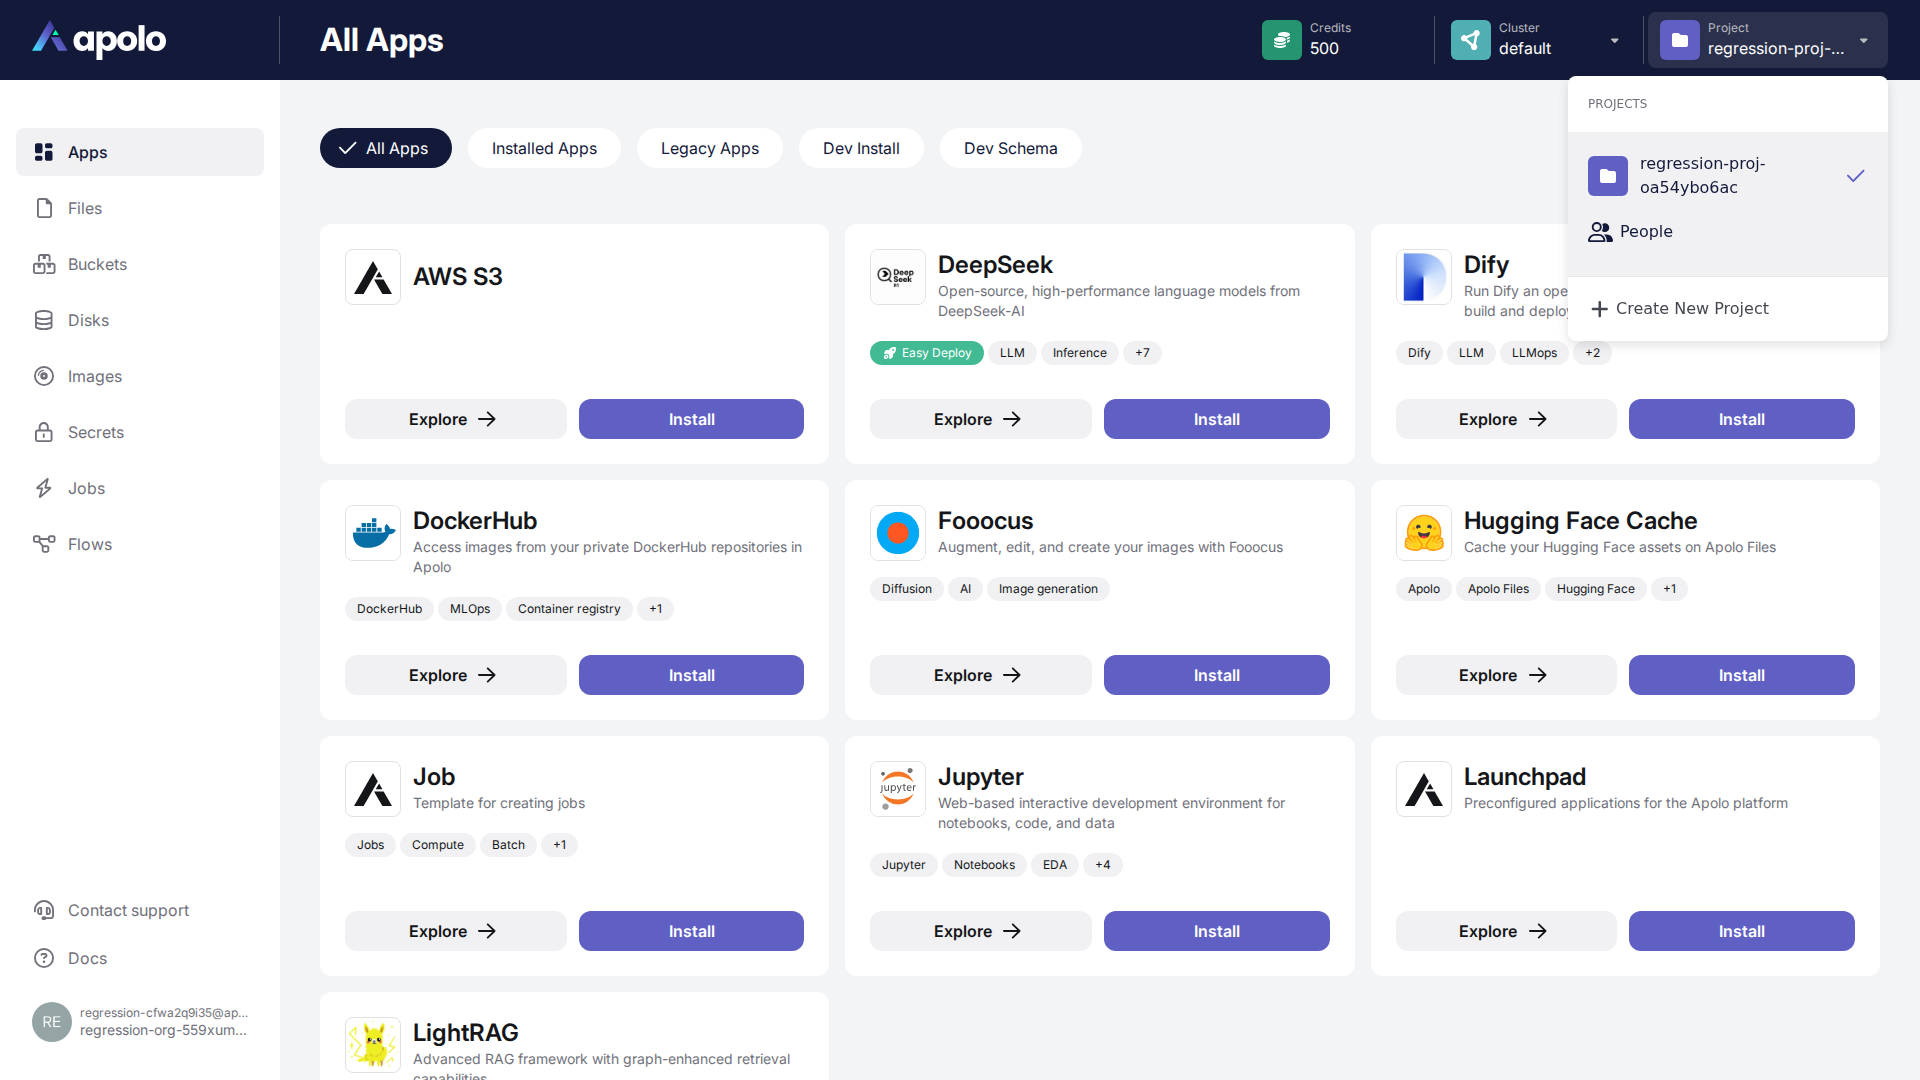 apolo
All Apps
Credits
500
Cluster
default
Project
regression-proj-...
PROJECTS
regression-proj-
oa54ybo6ac
People
Create New Project
Apps
Files
Buckets
Disks
Images
Secrets
Jobs
Flows
Contact support
Docs
RE
regression-cfwa2q9i35@ap...
regression-org-559xum...
All Apps
Installed Apps
Legacy Apps
Dev Install
Dev Schema
AWS S3
Explore
Install
DeepSeek
Open-source, high-performance language models from
DeepSeek-AI
Easy Deploy
LLM
Inference
+7
Explore
Install
Dify
Run Dify an ope
build and deploy
Dify
LLM
LLMops
+2
Explore
Install
DockerHub
Access images from your private DockerHub repositories in
Apolo
DockerHub
MLOps
Container registry
+1
Explore
Install
Fooocus
Augment, edit, and create your images with Fooocus
Diffusion
AI
Image generation
Explore
Install
Hugging Face Cache
Cache your Hugging Face assets on Apolo Files
Apolo
Apolo Files
Hugging Face
+1
Explore
Install
Job
Template for creating jobs
Jobs
Compute
Batch
+1
Explore
Install
jupyter
Jupyter
Web-based interactive development environment for
notebooks, code, and data
Jupyter
Notebooks
EDA
+4
Explore
Install
Launchpad
Preconfigured applications for the Apolo platform
Explore
Install
LightRAG
Advanced RAG framework with graph-enhanced retrieval
capabilities